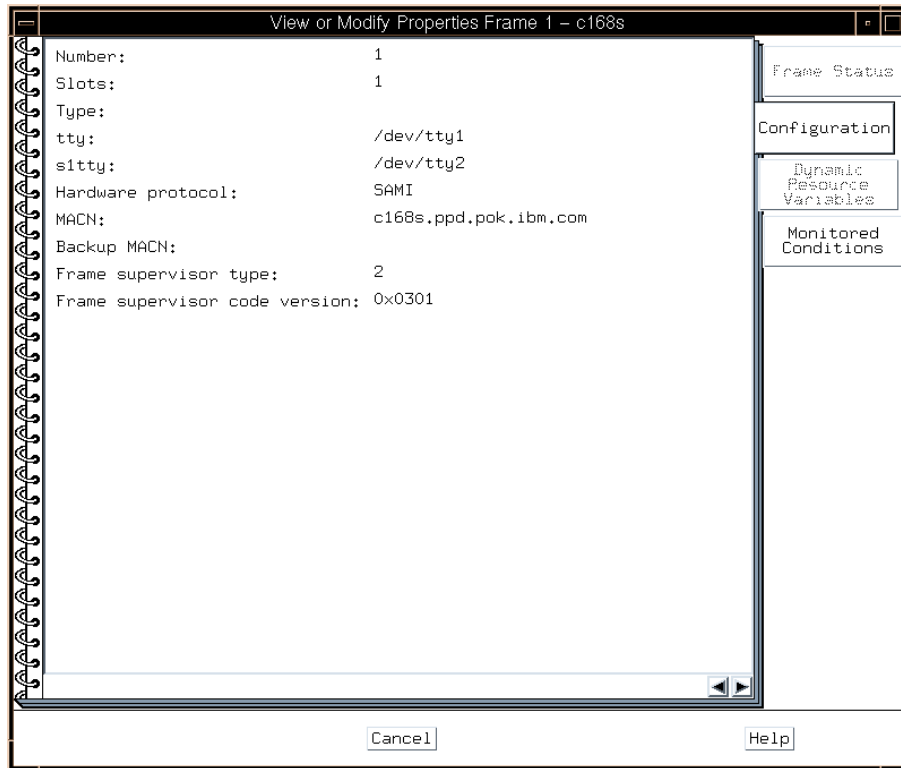 View or Modify Properties Frame 1 – c168s
Number: 1
Slots: 1
Type:
tty: /dev/tty1
s1tty: /dev/tty2
Hardware protocol: SAMI
MACN: c168s.ppd.pok.ibm.com
Backup MACN:
Frame supervisor type: 2
Frame supervisor code version: 0x0301
Frame Status
Configuration
Dynamic
Resource
Variables
Monitored
Conditions
Cancel
Help